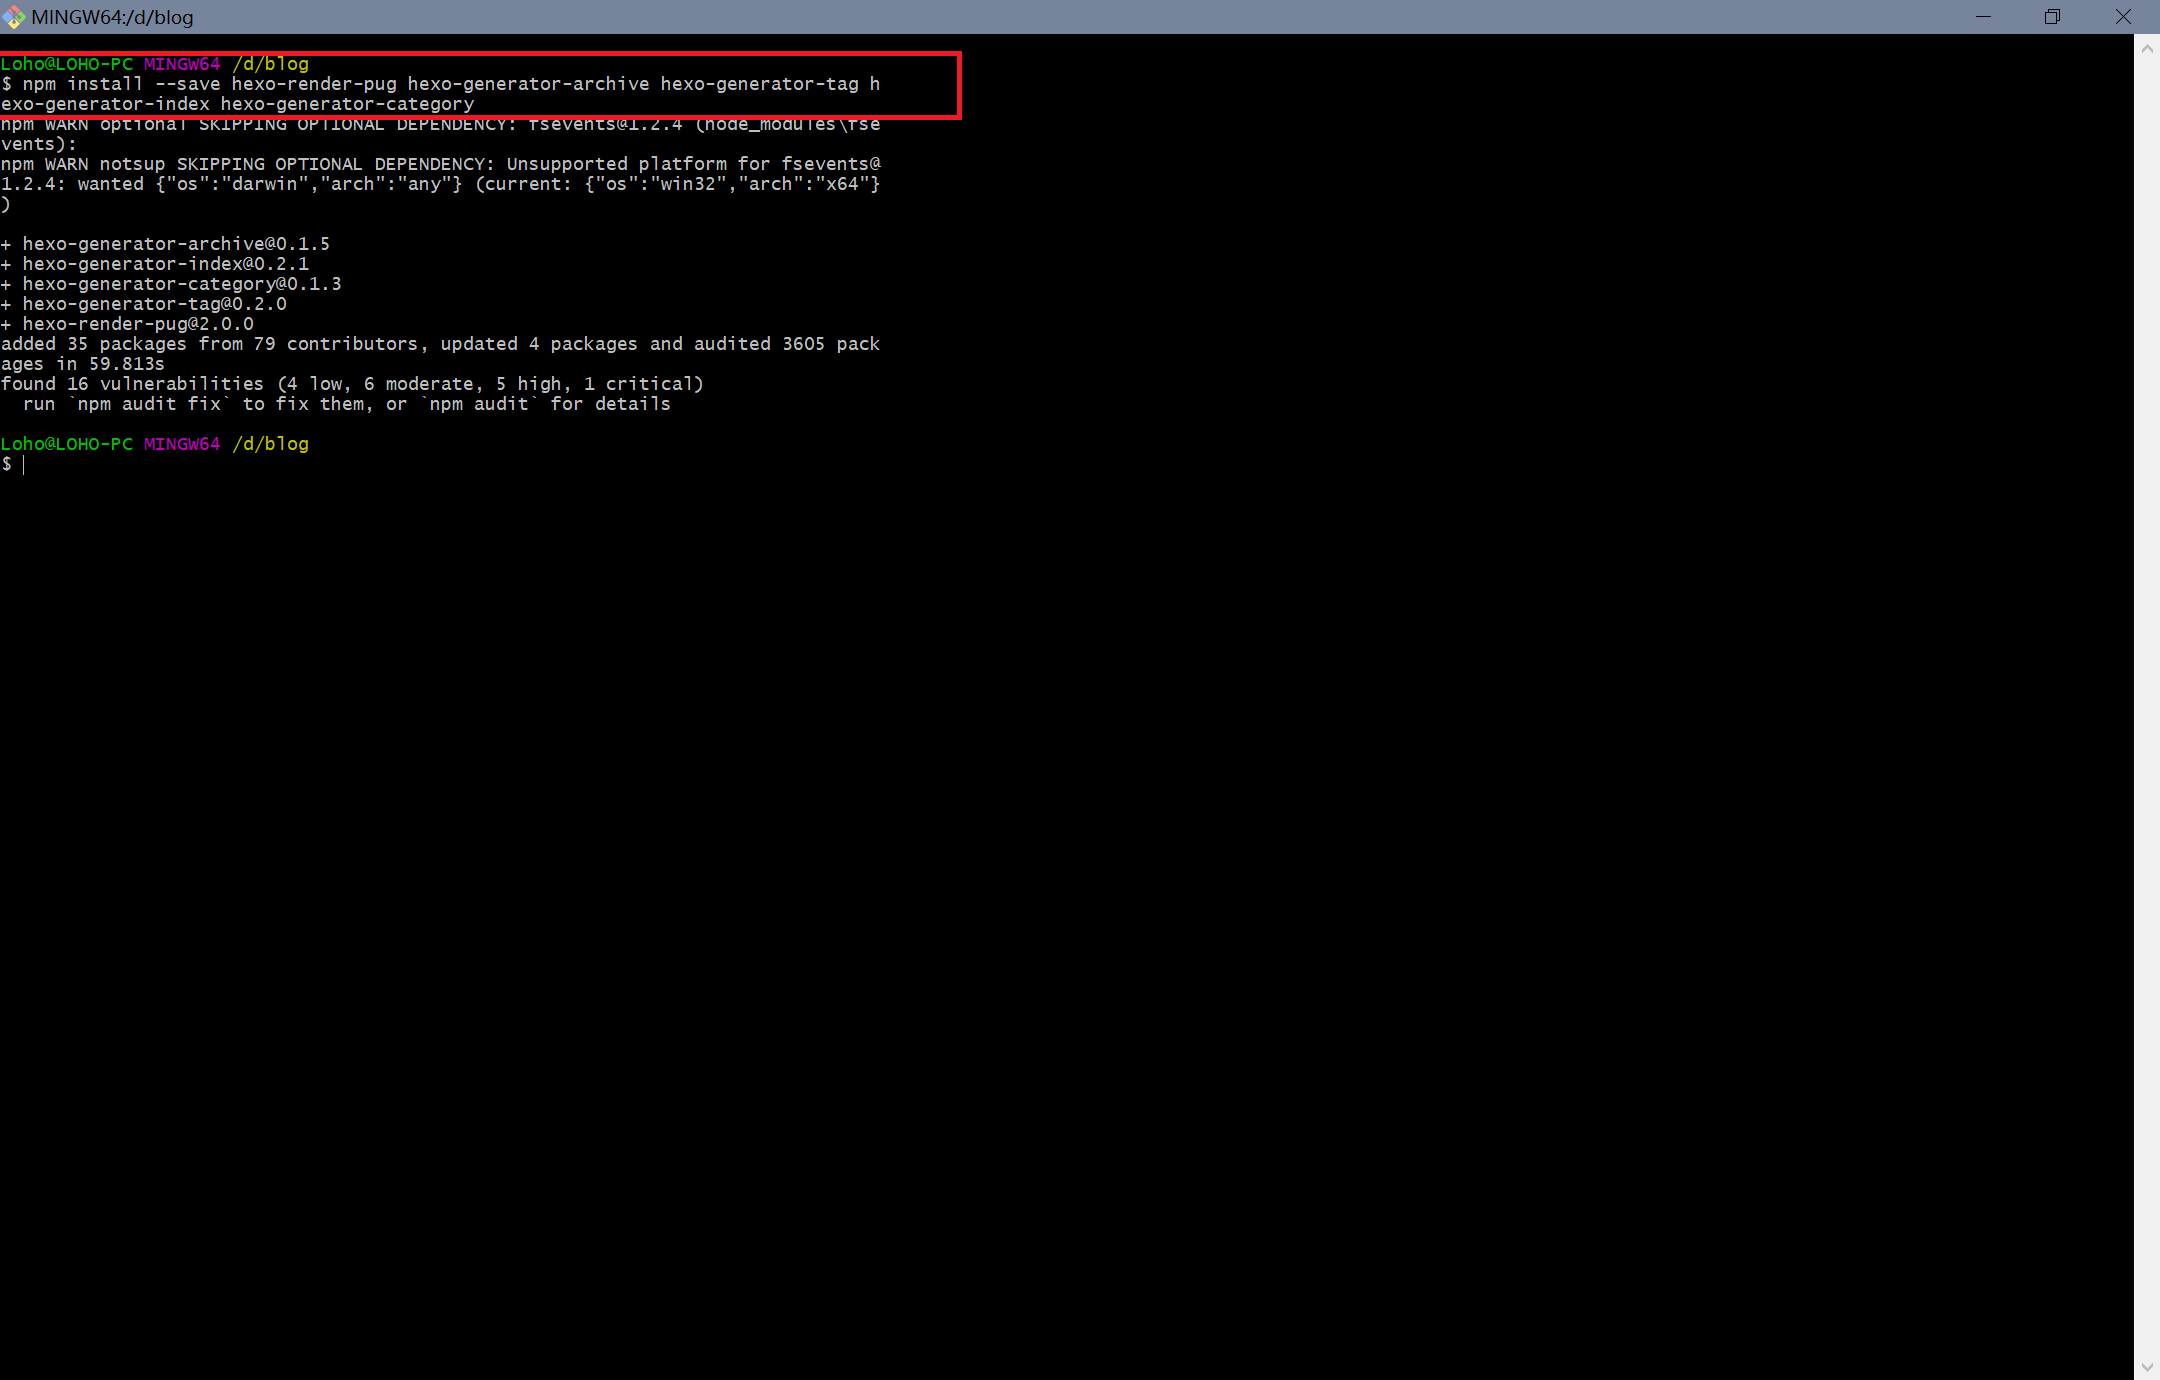 MINGW64:/d/blog
Loho@LOHO-PC MINGW64 /d/blog
$ npm install --save hexo-render-pug hexo-generator-archive hexo-generator-tag h
exo-generator-index hexo-generator-category
npm WARN optional SKIPPING OPTIONAL DEPENDENCY: fsevents@1.2.4 (node_modules\fse
vents):
npm WARN notsup SKIPPING OPTIONAL DEPENDENCY: Unsupported platform for fsevents@
1.2.4: wanted {"os":"darwin","arch":"any"} (current: {"os":"win32","arch":"x64"}
)
+ hexo-generator-archive@0.1.5
+ hexo-generator-index@0.2.1
+ hexo-generator-category@0.1.3
+ hexo-generator-tag@0.2.0
+ hexo-render-pug@2.0.0
added 35 packages from 79 contributors, updated 4 packages and audited 3605 pack
ages in 59.813s
found 16 vulnerabilities (4 low, 6 moderate, 5 high, 1 critical)
  run `npm audit fix` to fix them, or `npm audit` for details
Loho@LOHO-PC MINGW64 /d/blog
$